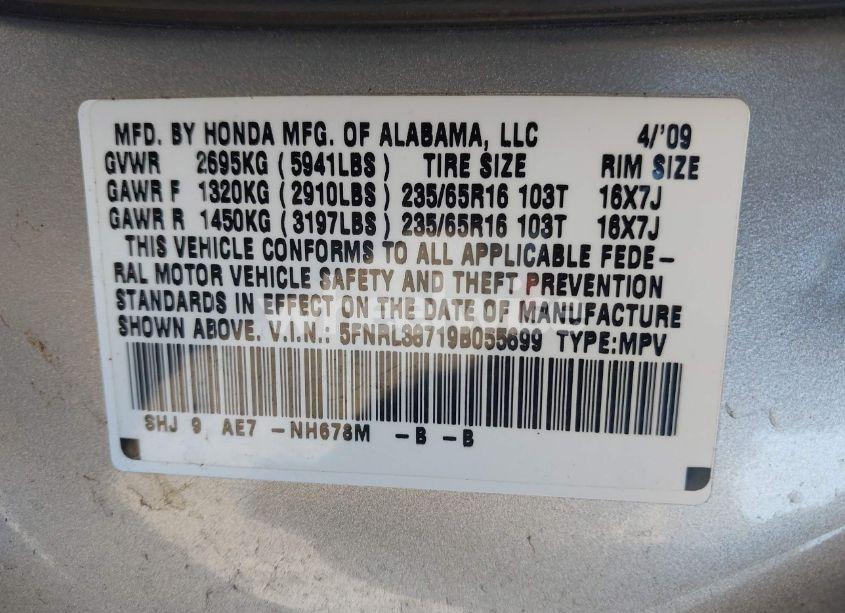 MFD. BY HONDA MFG. OF ALABAMA, LLC 4/'09
GVWR 2695KG (5941LBS) TIRE SIZE RIM SIZE
GAWR F 1320KG (2910LBS) 235/65R16 103T 16X7J
GAWR R 1450KG (3197LBS) 235/65R16 103T 16X7J
THIS VEHICLE CONFORMS TO ALL APPLICABLE FEDE-
RAL MOTOR VEHICLE SAFETY AND THEFT PREVENTION
STANDARDS IN EFFECT ON THE DATE OF MANUFACTURE
SHOWN ABOVE. V.I.N.: 5FNRL38719B055699 TYPE:MPV
SHJ 9 AE7 -NH678M -B -B